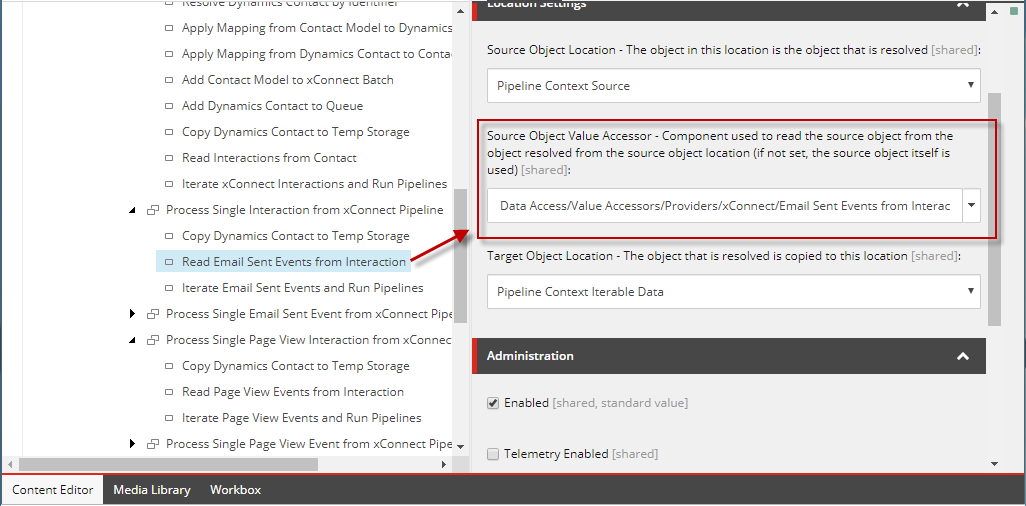 Resolve Dynamics Contact by Identifier
Apply Mapping from Contact Model to Dynamics
Apply Mapping from Dynamics Contact to Conta
Add Contact Model to xConnect Batch
Add Dynamics Contact to Queue
Copy Dynamics Contact to Temp Storage
Read Interactions from Contact
Iterate xConnect Interactions and Run Pipelines
Process Single Interaction from xConnect Pipeline
Copy Dynamics Contact to Temp Storage
Read Email Sent Events from Interaction
Iterate Email Sent Events and Run Pipelines
Process Single Email Sent Event from xConnect Pipe
Process Single Page View Interaction from xConnec
Copy Dynamics Contact to Temp Storage
Read Page View Events from Interaction
Iterate Page View Events and Run Pipelines
Process Single Page View Event from xConnect Pipe
Location Settings
Source Object Location - The object in this location is the object that is resolved [shared]:
Pipeline Context Source
Source Object Value Accessor - Component used to read the source object from the
object resolved from the source object location (if not set, the source object itself is
used) [shared]:
Data Access/Value Accessors/Providers/xConnect/Email Sent Events from Interac
Target Object Location - The object that is resolved is copied to this location [shared]:
Pipeline Context Iterable Data
Administration
Enabled [shared, standard value]
Telemetry Enabled [shared]
Content Editor
Media Library
Workbox